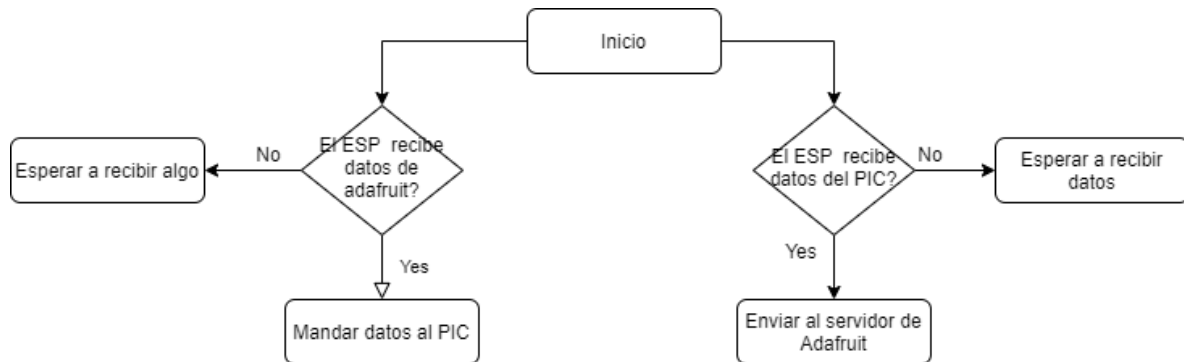 Inicio
El ESP recibe
datos de
adafruit?
No
Esperar a recibir algo
Yes
Mandar datos al PIC
El ESP recibe
datos del PIC?
No
Esperar a recibir
datos
Yes
Enviar al servidor de
Adafruit